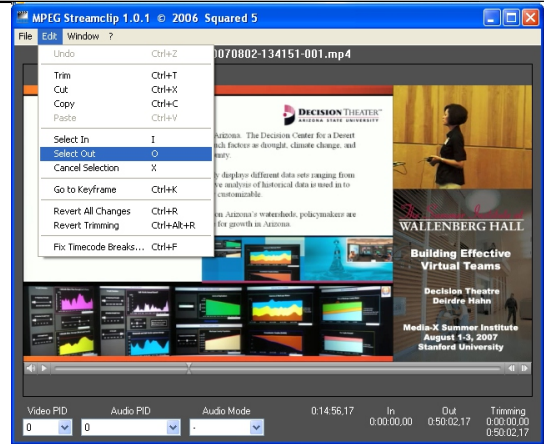 MPEG Streamclip 1.0.1 © 2006 Squared 5
File Edit Window ?
0070802-134151-001.mp4
Undo Ctrl+Z
Trim Ctrl+T
Cut Ctrl+X
Copy Ctrl+C
Paste Ctrl+V
Select In I
Select Out O
Cancel Selection X
Go to Keyframe Ctrl+K
Revert All Changes Ctrl+R
Revert Trimming Ctrl+Alt+R
Fix Timecode Breaks... Ctrl+F
DECISION THEATER
ARIZONA STATE UNIVERSITY
Arizona. The Decision Center for a Desert
such factors as drought, climate change, and
displays different data sets ranging from
analysis of historical data is used in to
customizable.
on Arizona's watersheds, policymakers are
for growth in Arizona.
WALLENBERG HALL
Building Effective
Virtual Teams
Decision Theatre
Deirdre Hahn
Media-X Summer Institute
August 1-3, 2007
Stanford University
Video PID Audio PID Audio Mode 0:14:56,17 In Out Trimming
0 0 - 0:00:00,00 0:50:02,17 0:00:00,00
0:50:02,17